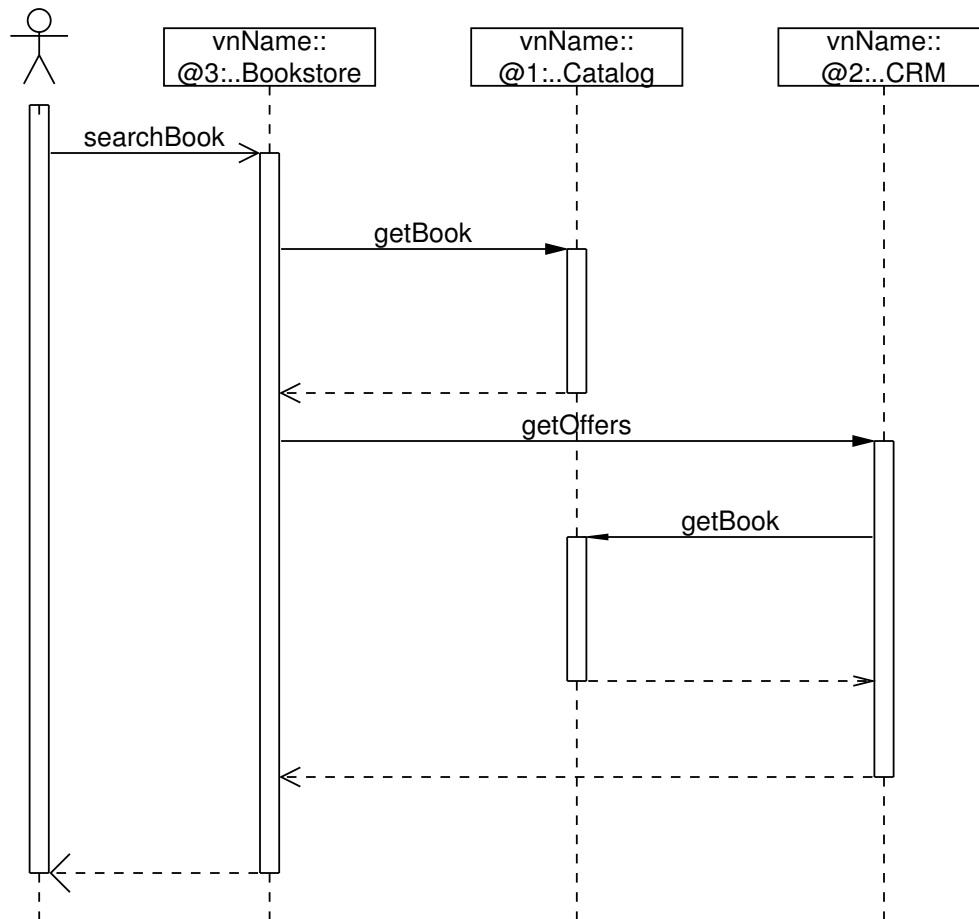 vnName::
@3:..Bookstore
vnName::
@1:..Catalog
vnName::
@2:..CRM
searchBook
getBook
getOffers
getBook